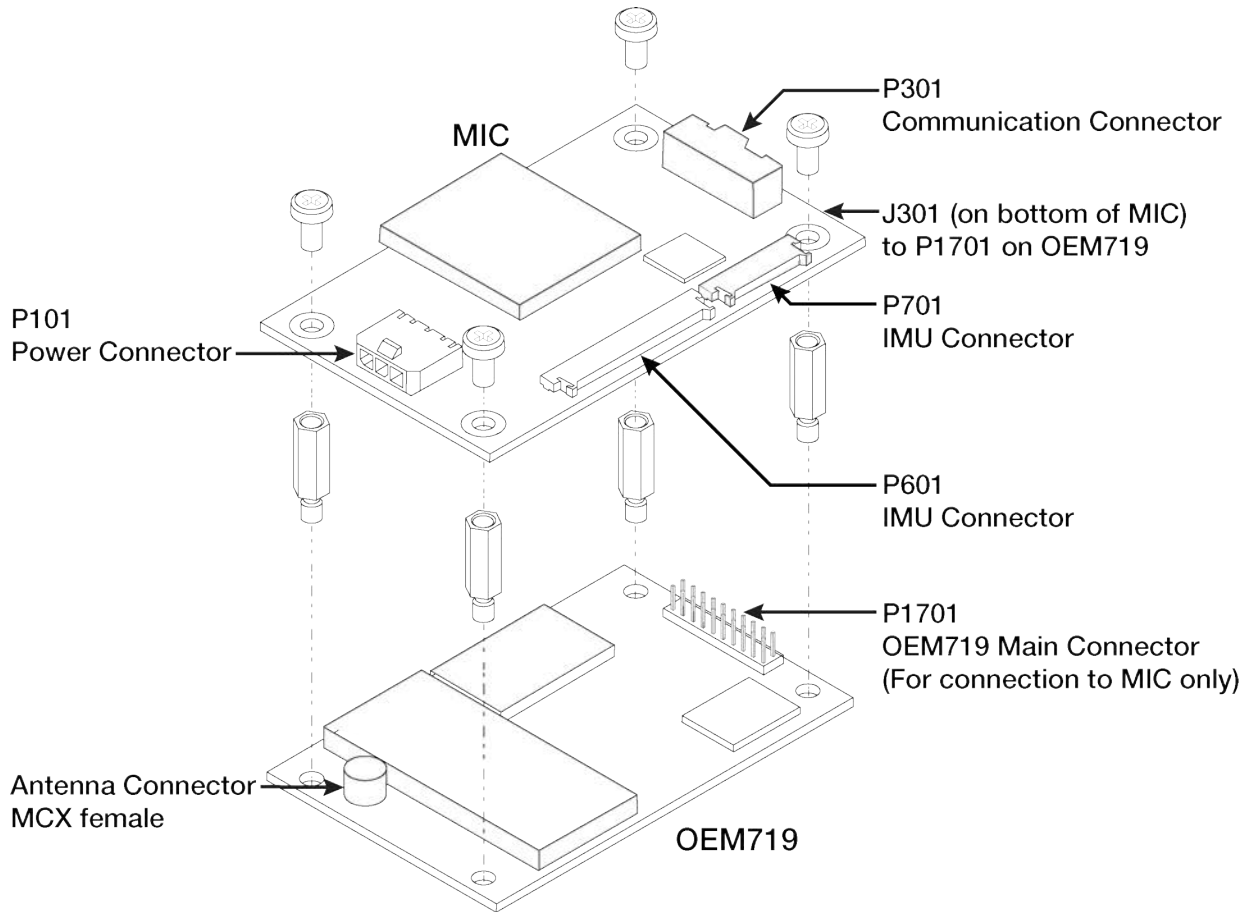 P301
Communication Connector
MIC
J301 (on bottom of MIC)
to P1701 on OEM719
P101
Power Connector
P701
IMU Connector
P601
IMU Connector
P1701
OEM719 Main Connector
(For connection to MIC only)
Antenna Connector
MCX female
OEM719